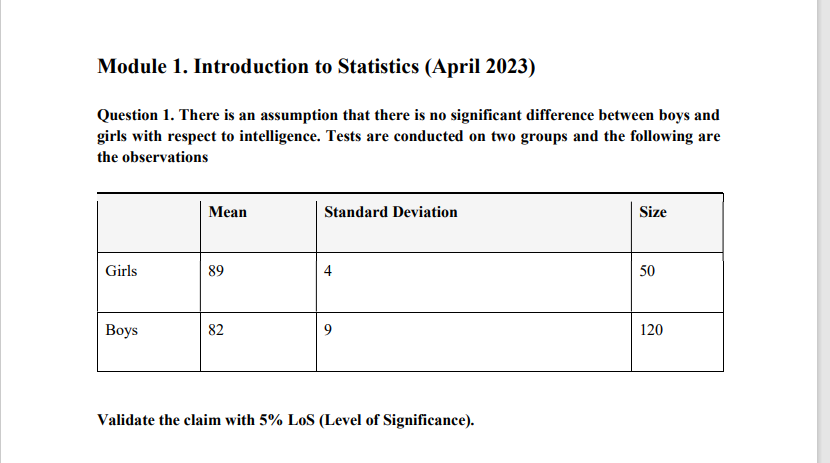 Module 1. Introduction to Statistics (April 2023)
Question 1. There is an assumption that there is no significant difference between boys and
girls with respect to intelligence. Tests are conducted on two groups and the following are
the observations
Mean Standard Deviation Size
Girls 89 4 50
Boys 82 9 120
Validate the claim with 5% LoS (Level of Significance).